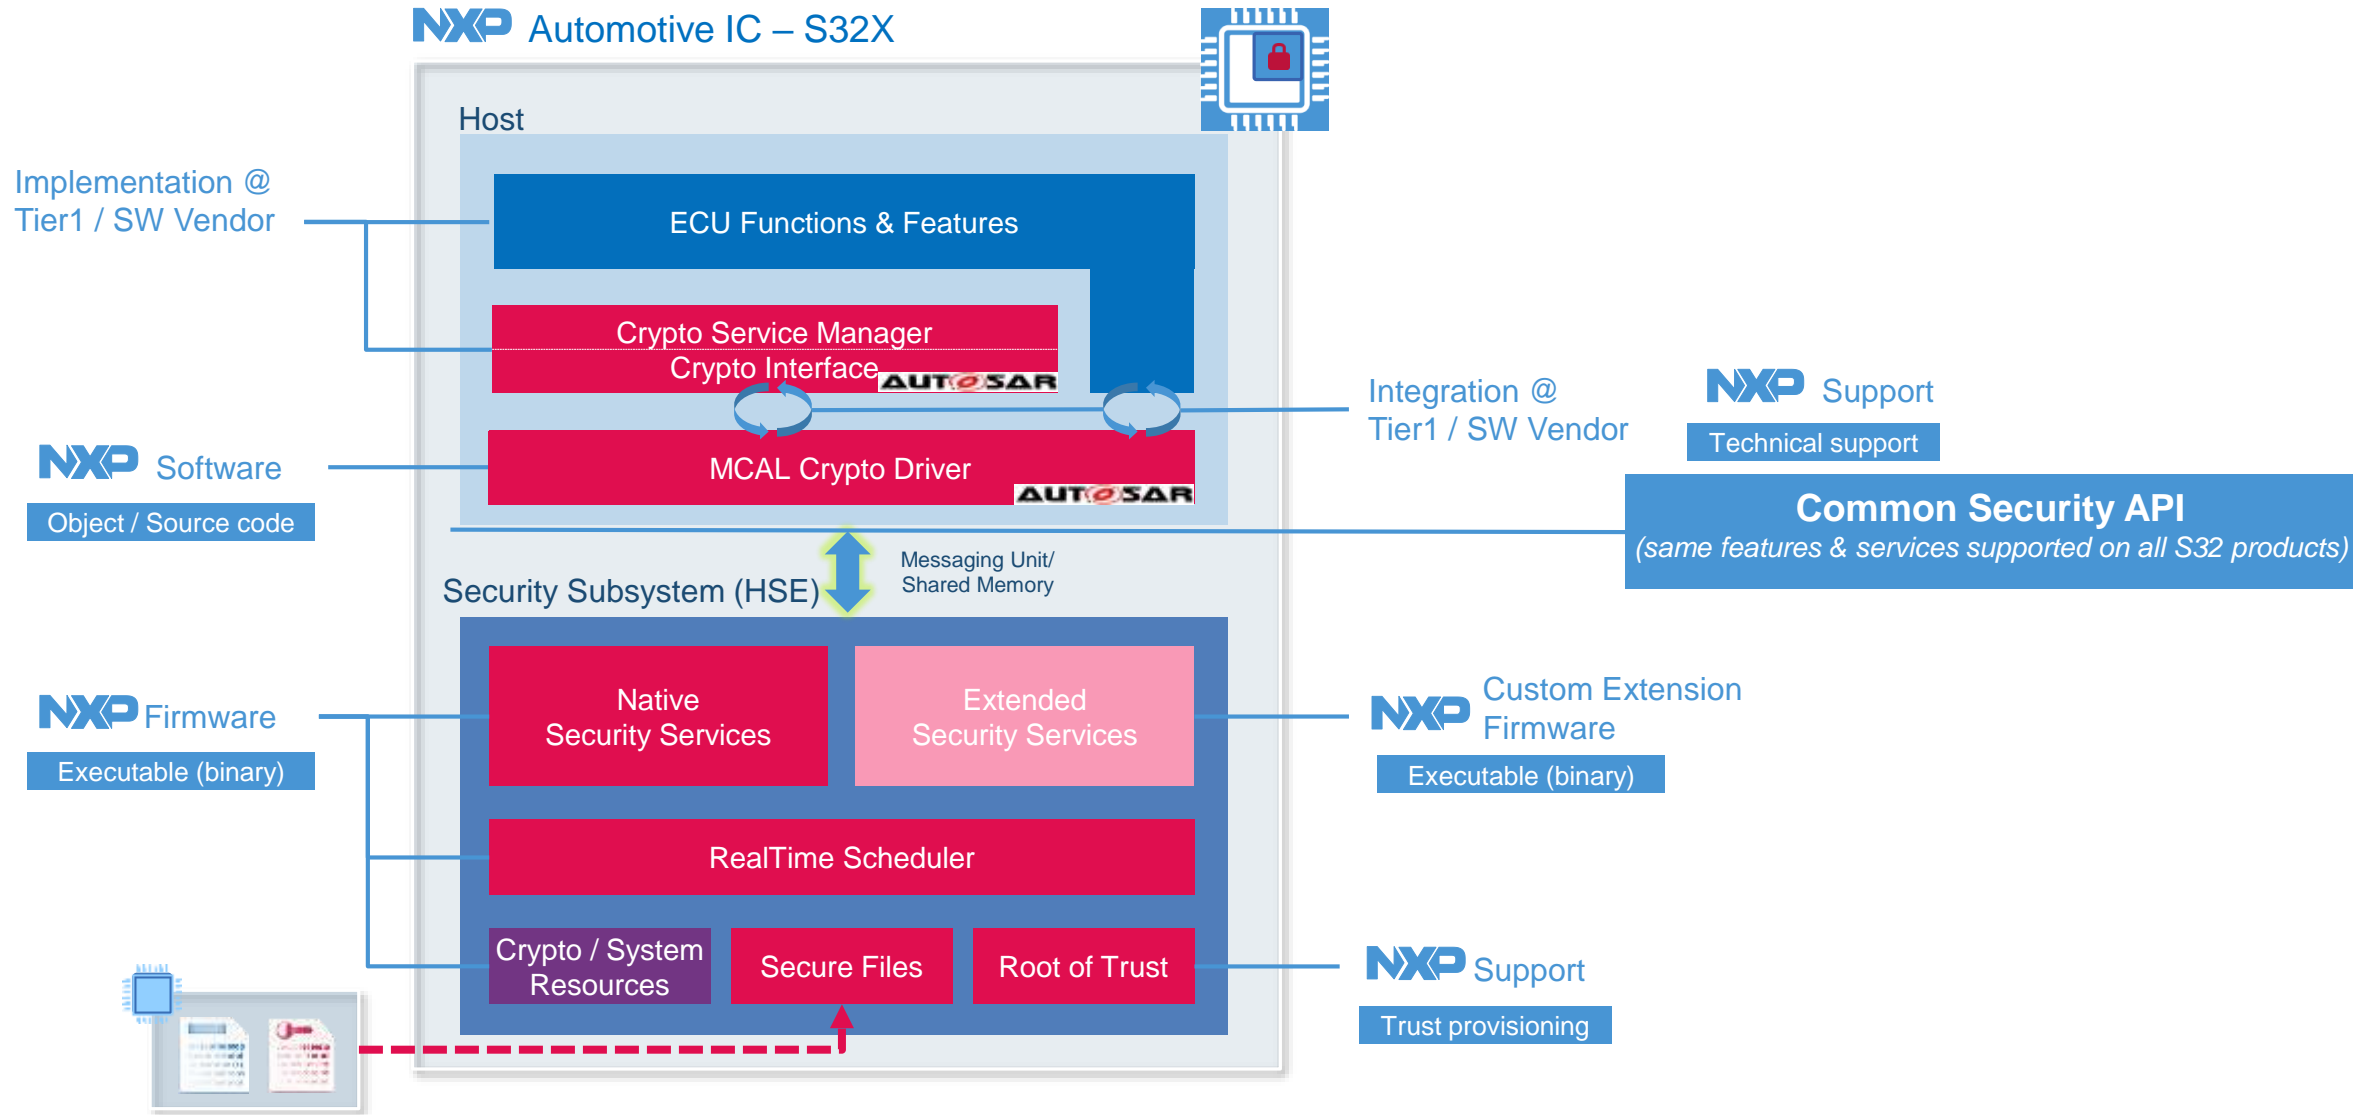 NXP Automotive IC – S32X
Host
Implementation @
Tier1 / SW Vendor
ECU Functions & Features
Crypto Service Manager
Crypto Interface
AUTOSAR
Integration @
Tier1 / SW Vendor
NXP Support
Technical support
NXP Software
Object / Source code
MCAL Crypto Driver
AUTOSAR
Common Security API
(same features & services supported on all S32 products)
Messaging Unit/
Shared Memory
Security Subsystem (HSE)
NXP Firmware
Executable (binary)
Native
Security Services
Extended
Security Services
NXP Custom Extension
Firmware
Executable (binary)
RealTime Scheduler
Crypto / System
Resources
Secure Files
Root of Trust
NXP Support
Trust provisioning